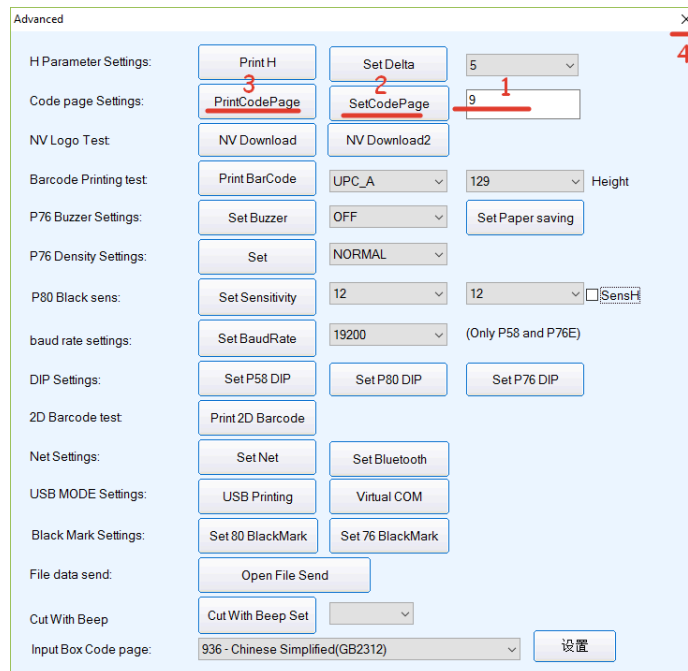 Advanced
4
H Parameter Settings: Print H Set Delta 5
3 2 1
Code page Settings: PrintCodePage SetCodePage 9
NV Logo Test: NV Download NV Download2
Barcode Printing test: Print BarCode UPC_A 129 Height
P76 Buzzer Settings: Set Buzzer OFF Set Paper saving
P76 Density Settings: Set NORMAL
P80 Black sens: Set Sensitivity 12 12 SensH
baud rate settings: Set BaudRate 19200 (Only P58 and P76E)
DIP Settings: Set P58 DIP Set P80 DIP Set P76 DIP
2D Barcode test: Print 2D Barcode
Net Settings: Set Net Set Bluetooth
USB MODE Settings: USB Printing Virtual COM
Black Mark Settings: Set 80 BlackMark Set 76 BlackMark
File data send: Open File Send
Cut With Beep Cut With Beep Set
Input Box Code page: 936 - Chinese Simplified(GB2312) 设置